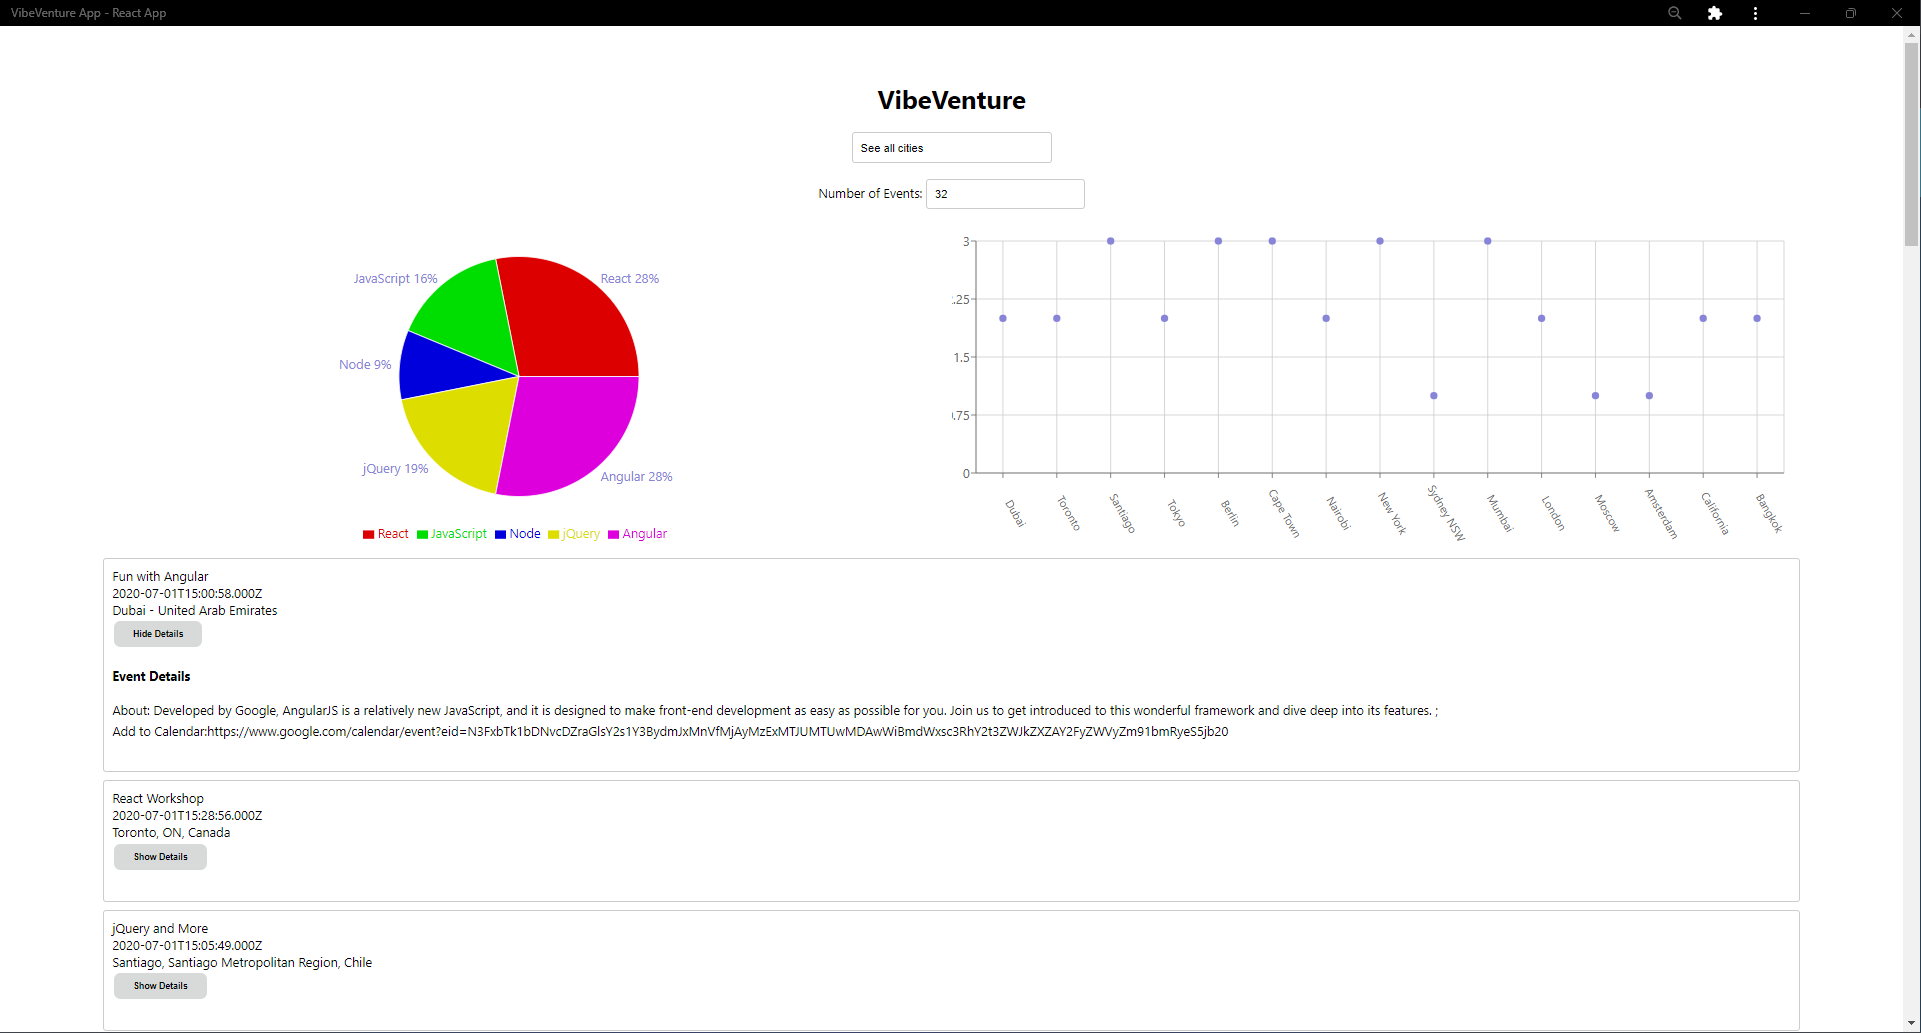 VibeVenture App - React App
VibeVenture
See all cities
Number of Events: 32
JavaScript 16%
React 28%
Node 9%
jQuery 19%
Angular 28%
React JavaScript Node jQuery Angular
3
.25
1.5
.75
0
Dubai
Toronto
Santiago
Tokyo
Berlin
Cape Town
Nairobi
New York
Sydney NSW
Mumbai
London
Moscow
Amsterdam
California
Bangkok
Fun with Angular
2020-07-01T15:00:58.000Z
Dubai - United Arab Emirates
Hide Details
Event Details
About: Developed by Google, AngularJS is a relatively new JavaScript, and it is designed to make front-end development as easy as possible for you. Join us to get introduced to this wonderful framework and dive deep into its features. ;
Add to Calendar:https://www.google.com/calendar/event?eid=N3FxbTk1bDNvcDZraGlsY2s1Y3BydmJxMnVfMjAyMzExMTJUMTUwMDAwWiBmdWxsc3RhY2t3ZWJkZXZAY2FyZWVyZm91bmRyeS5jb20
React Workshop
2020-07-01T15:28:56.000Z
Toronto, ON, Canada
Show Details
jQuery and More
2020-07-01T15:05:49.000Z
Santiago, Santiago Metropolitan Region, Chile
Show Details